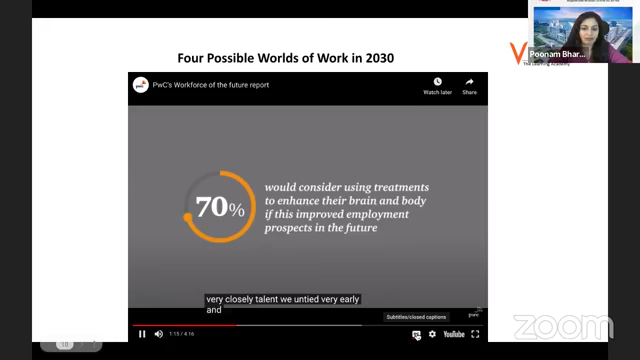 Four Possible Worlds of Work in 2030
V
The Learning Academy
Poonam Bhar
pwc
PwC's Workforce of the future report
Watch later
Share
70%
would consider using treatments
to enhance their brain and body
if this improved employment
prospects in the future
very closely talent we untied very early
and
Subtitles/closed captions
pwc
1:15 / 4:16
YouTube
18
zoom